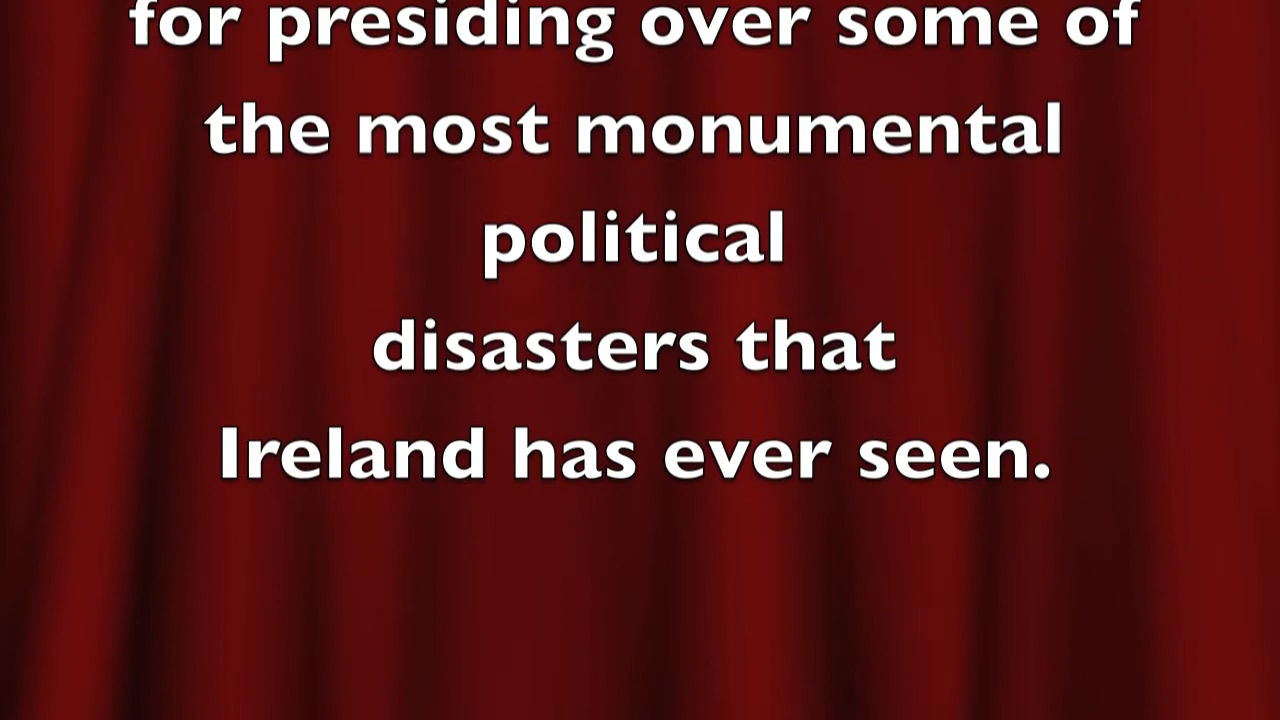 for presiding over some of
the most monumental
political
disasters that
Ireland has ever seen.